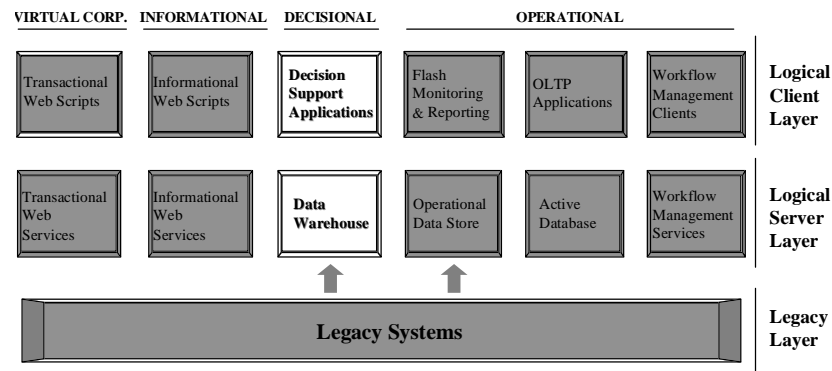 VIRTUAL CORP. INFORMATIONAL DECISIONAL OPERATIONAL
Transactional
Web Scripts
Informational
Web Scripts
Decision
Support
Applications
Flash
Monitoring
& Reporting
OLTP
Applications
Workflow
Management
Clients
Logical
Client
Layer
Transactional
Web
Services
Informational
Web
Services
Data
Warehouse
Operational
Data Store
Active
Database
Workflow
Management
Services
Logical
Server
Layer
Legacy Systems
Legacy
Layer